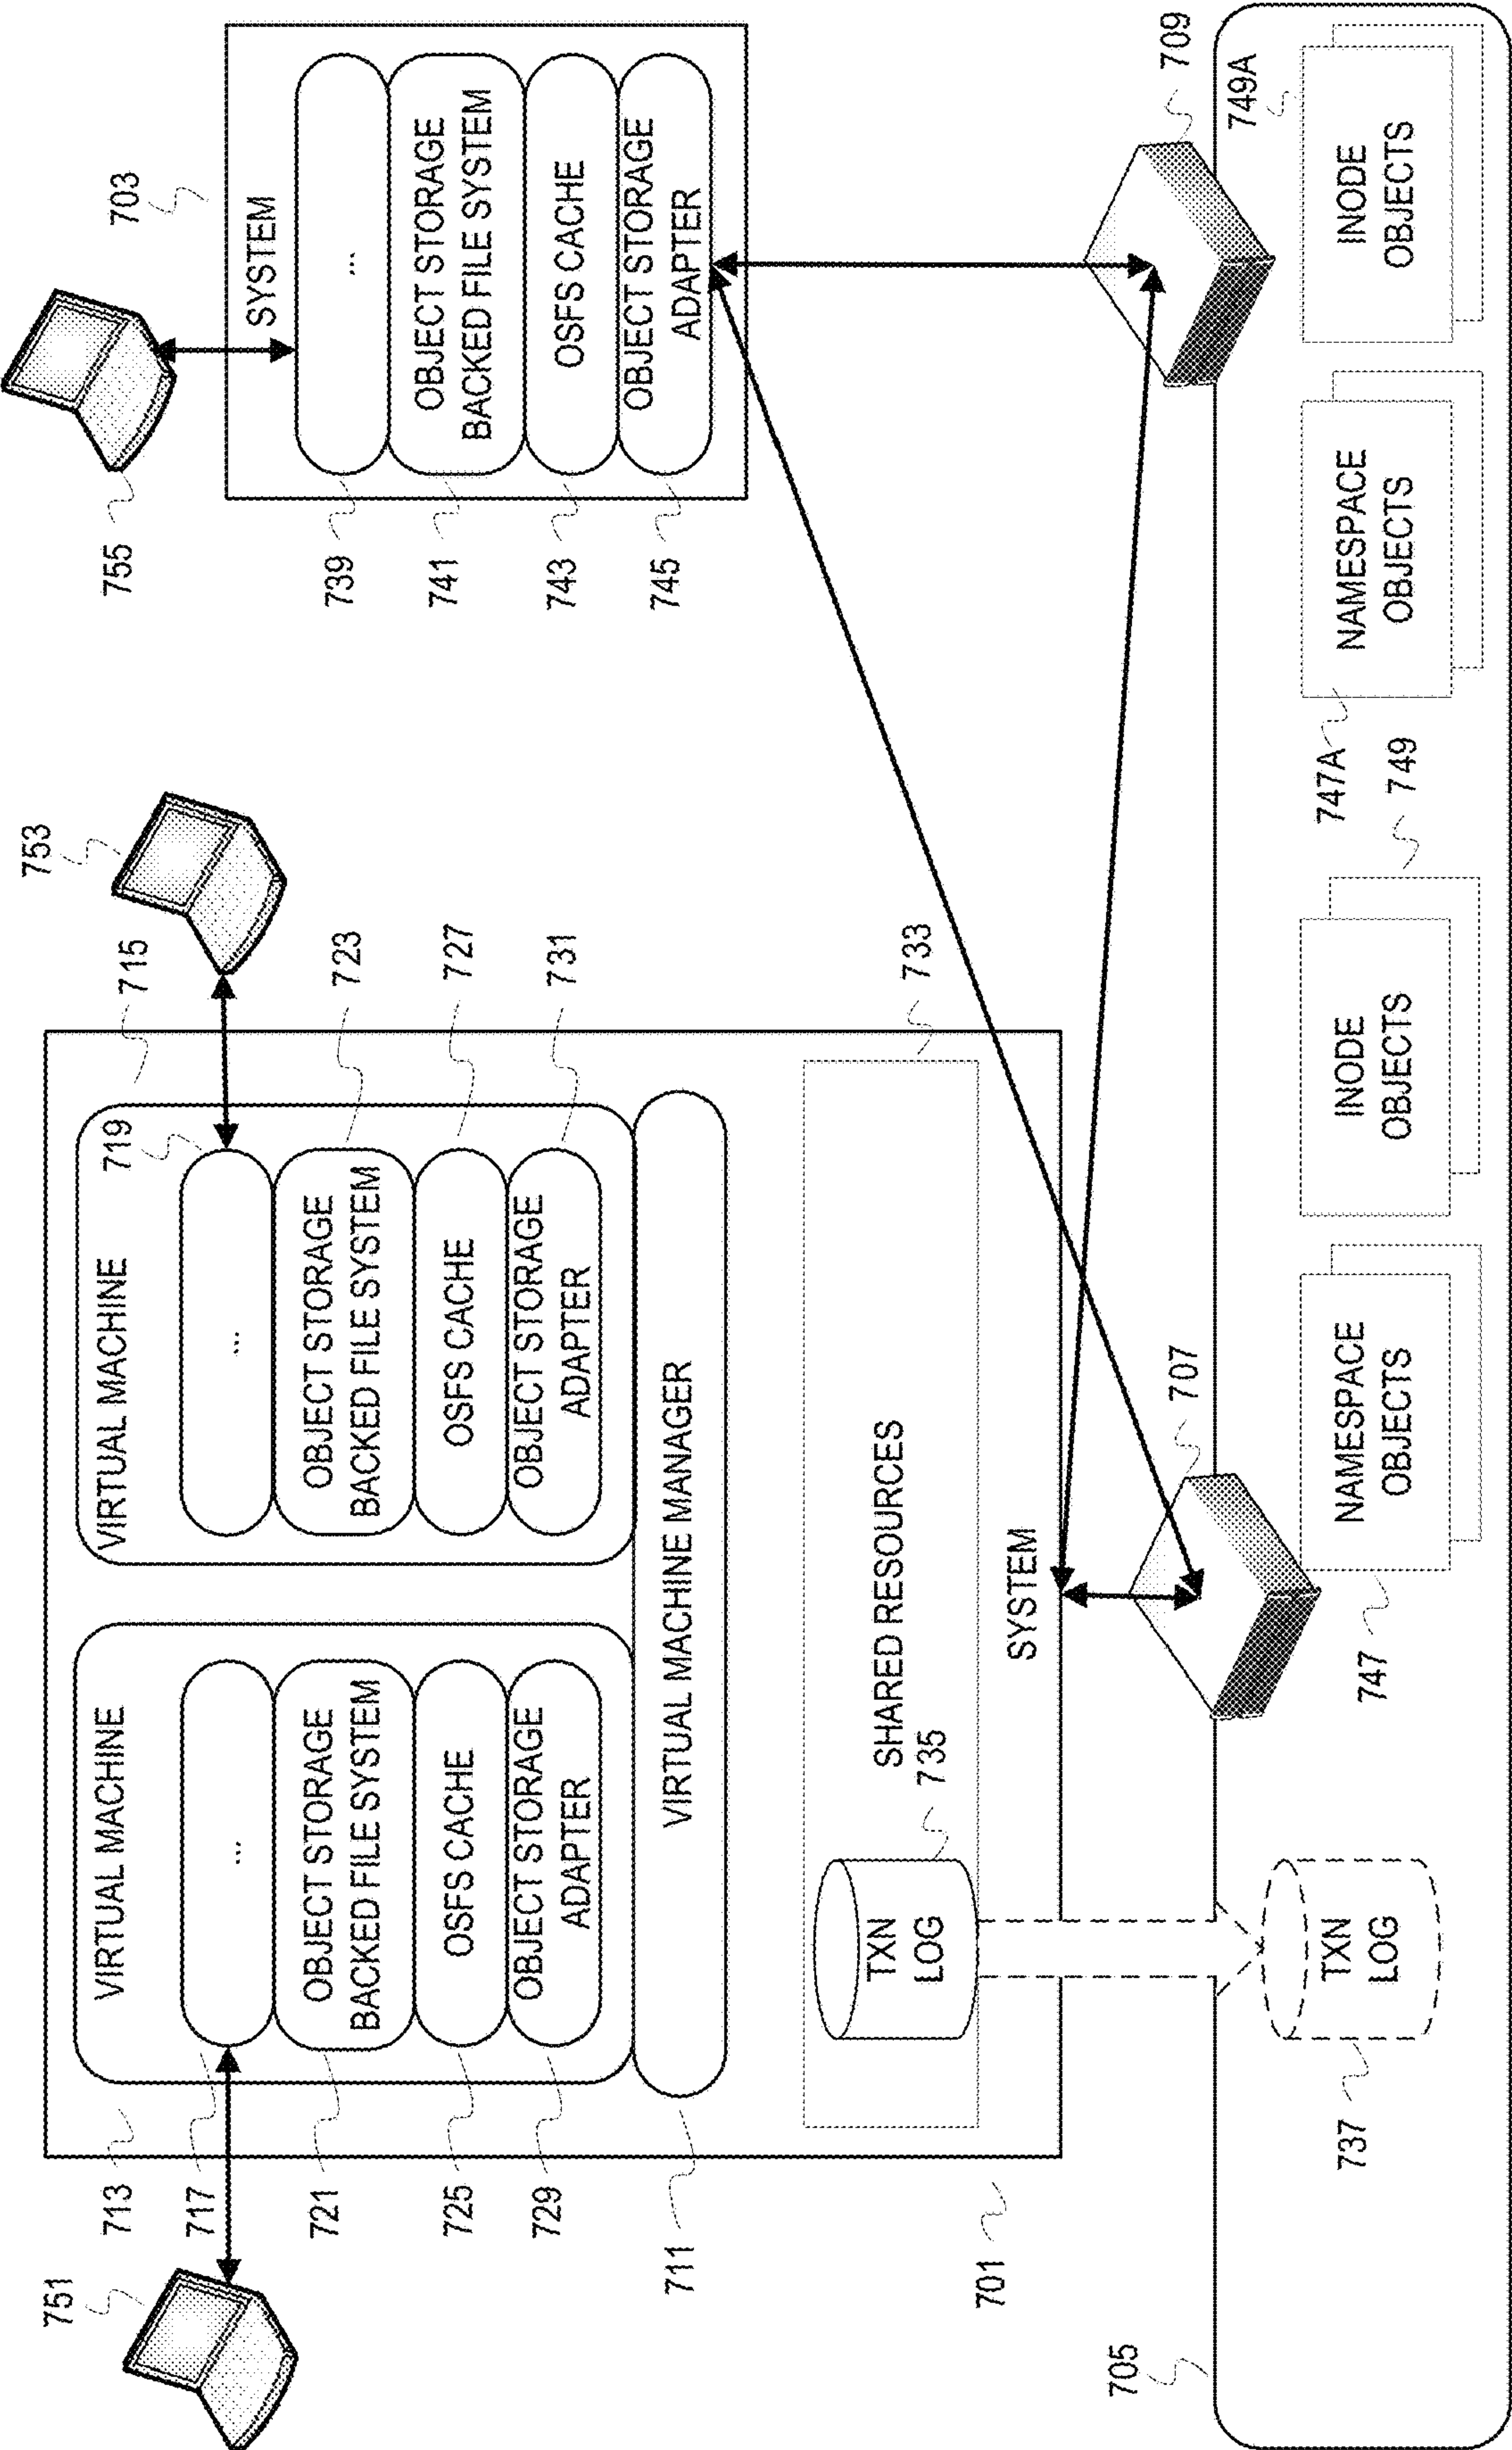 751
713
717
721
725
729
711
701
705
VIRTUAL MACHINE
...
OBJECT STORAGE
BACKED FILE SYSTEM
OSFS CACHE
OBJECT STORAGE
ADAPTER
VIRTUAL MACHINE
719
...
OBJECT STORAGE
BACKED FILE SYSTEM
OSFS CACHE
OBJECT STORAGE
ADAPTER
VIRTUAL MACHINE MANAGER
715
753
723
727
731
733
SHARED RESOURCES
735
TXN
LOG
SYSTEM
755
703
SYSTEM
...
OBJECT STORAGE
BACKED FILE SYSTEM
OSFS CACHE
OBJECT STORAGE
ADAPTER
739
741
743
745
707
709
737
TXN
LOG
747
NAMESPACE
OBJECTS
INODE
OBJECTS
749
747A
NAMESPACE
OBJECTS
749A
INODE
OBJECTS